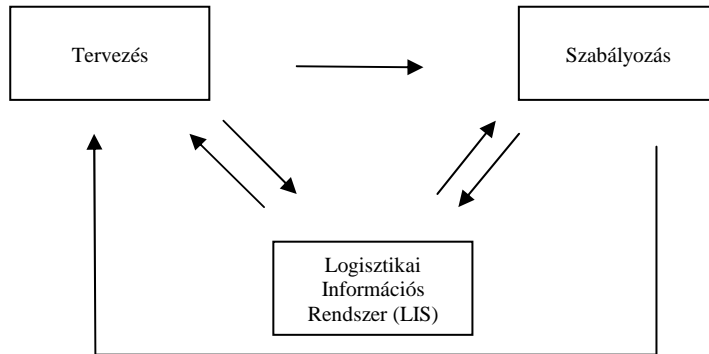 Tervezés
Szabályozás
Logisztikai
Információs
Rendszer (LIS)